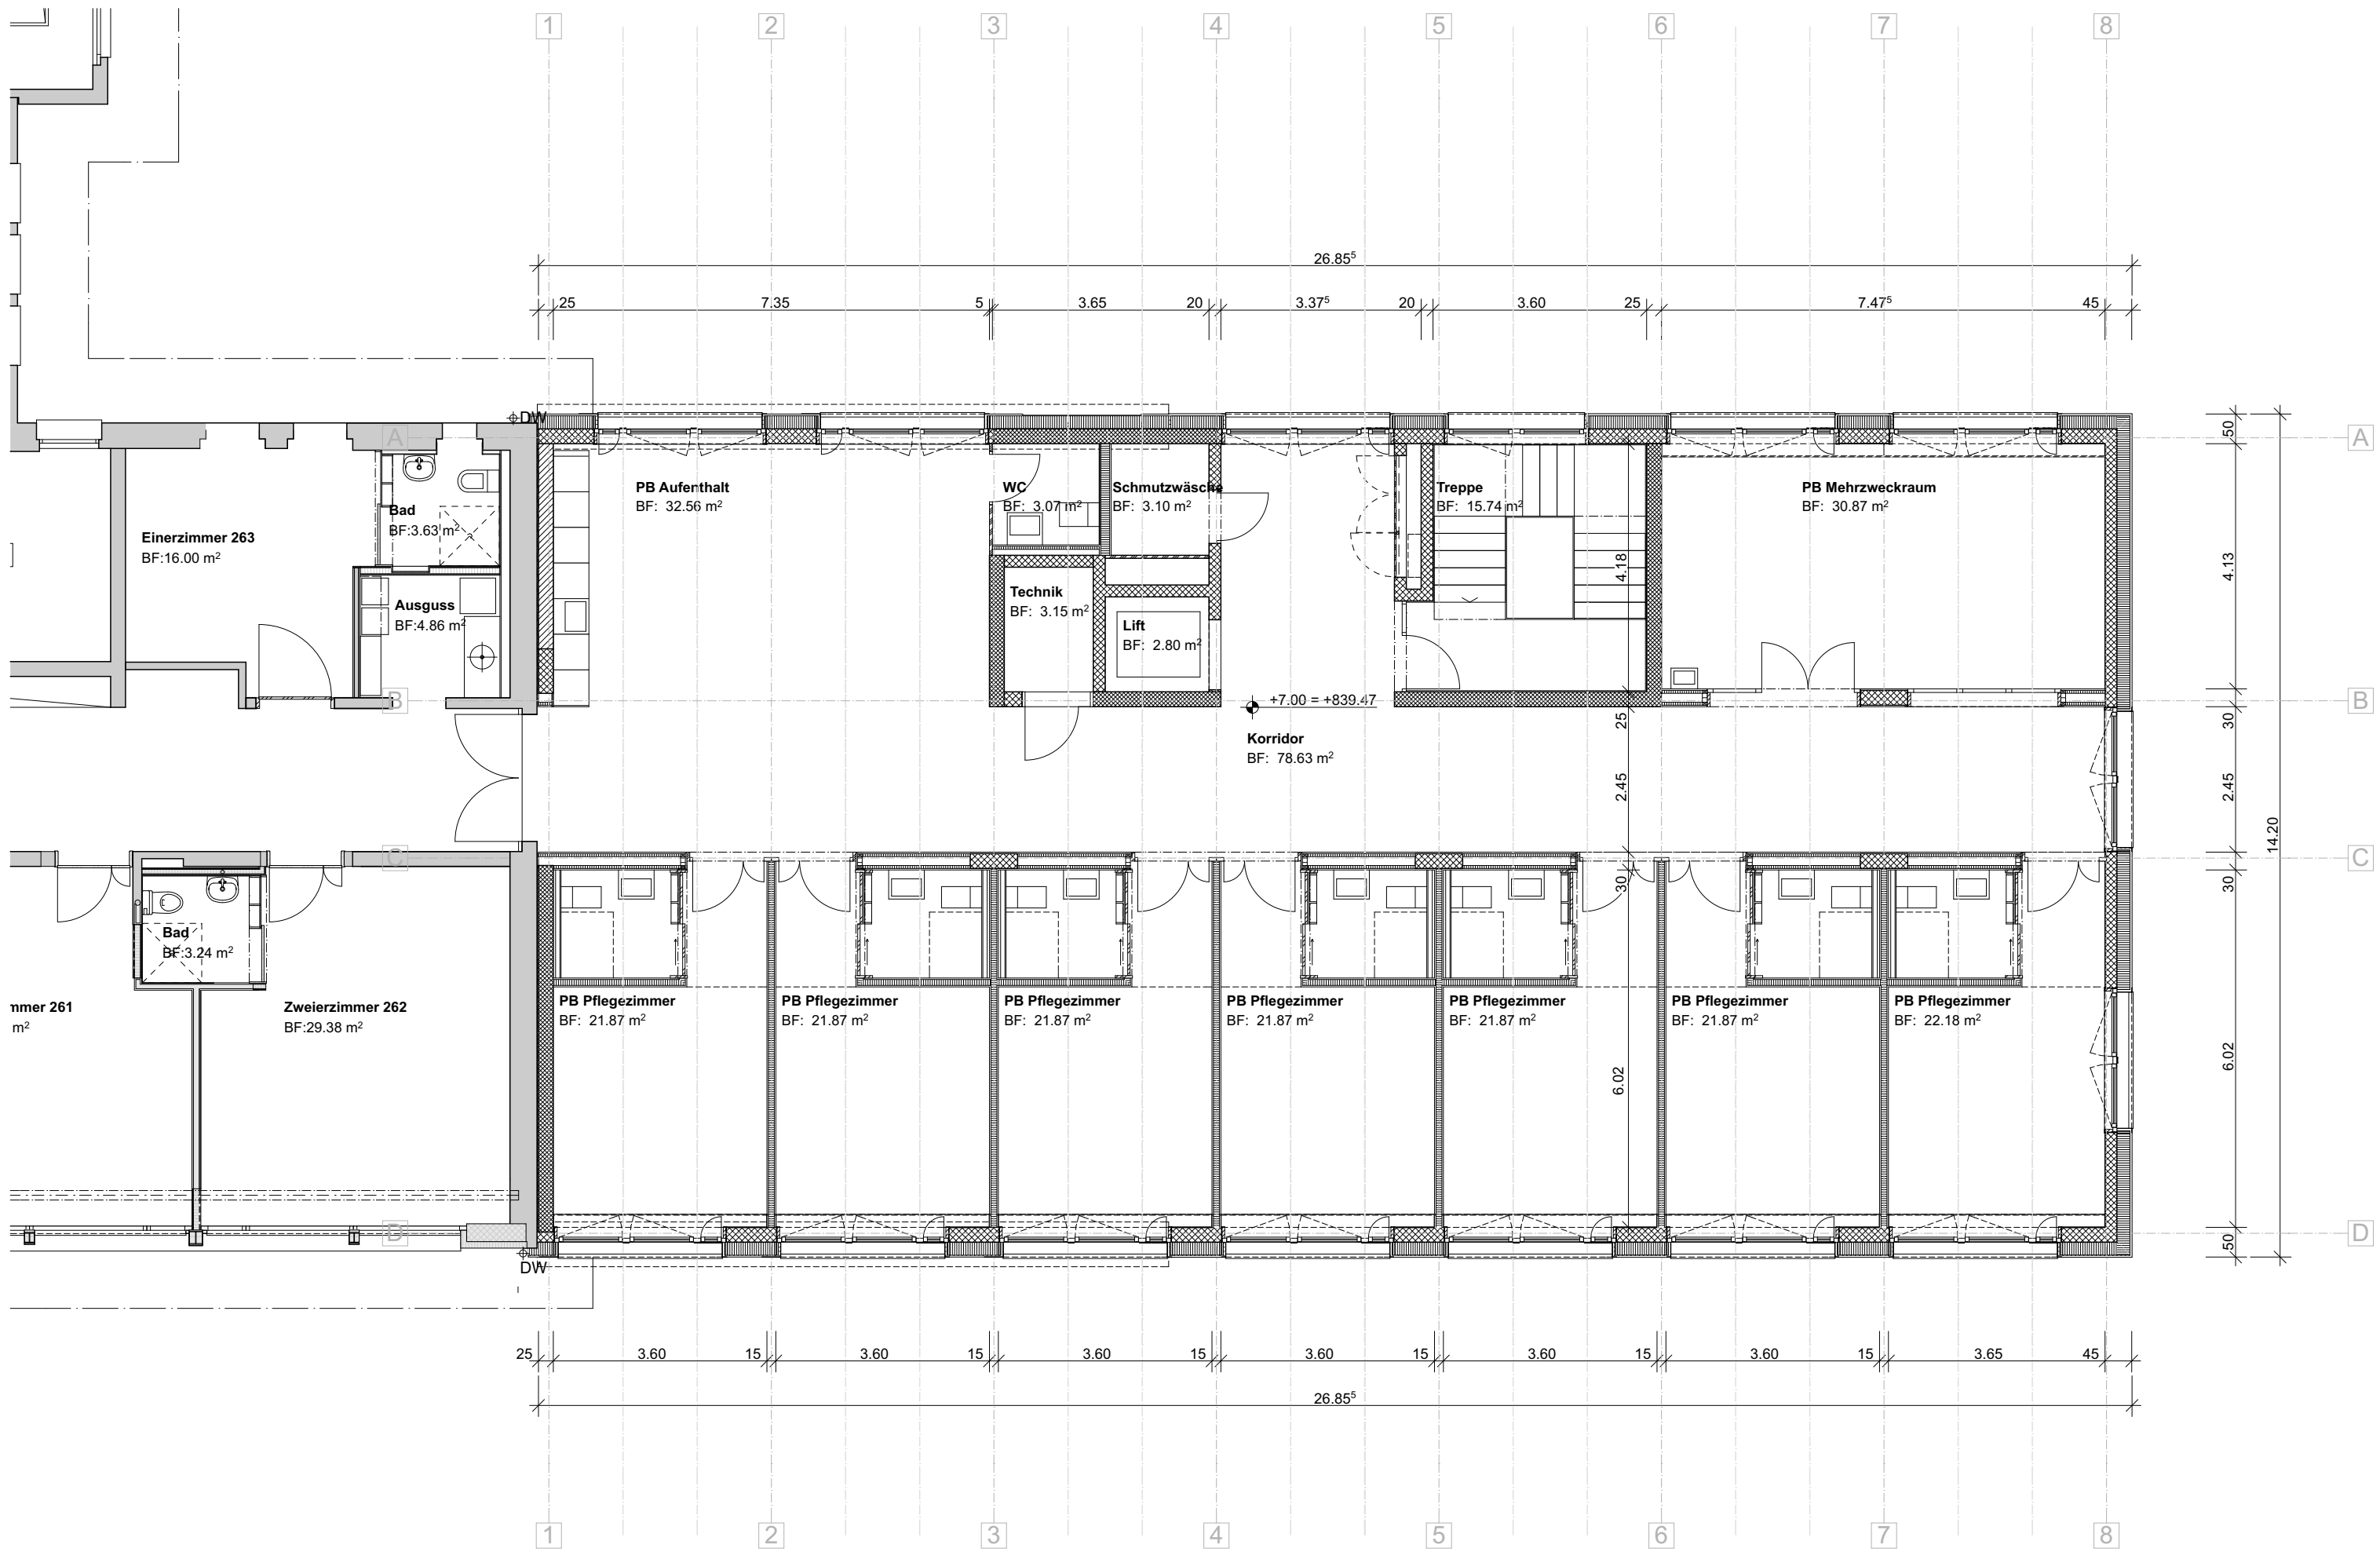 1 2 3 4 5 6 7 8
26.85⁵
25 7.35 5 3.65 20 3.37⁵ 20 3.60 25 7.47⁵ 45
DW
A
A
50
PB Aufenthalt
BF: 32.56 m²
WC
BF: 3.07 m²
Schmutzwäsche
BF: 3.10 m²
Treppe
BF: 15.74 m²
PB Mehrzweckraum
BF: 30.87 m²
Bad
BF:3.63 m²
Einerzimmer 263
BF:16.00 m²
4.18
4.13
Technik
BF: 3.15 m²
Ausguss
BF:4.86 m²
Lift
BF: 2.80 m²
B
+7.00 = +839.47
B
25
30
Korridor
BF: 78.63 m²
2.45
2.45
14.20
C
C
30
30
Bad
BF:3.24 m²
mmer 261
m²
Zweierzimmer 262
BF:29.38 m²
PB Pflegezimmer
BF: 21.87 m²
PB Pflegezimmer
BF: 21.87 m²
PB Pflegezimmer
BF: 21.87 m²
PB Pflegezimmer
BF: 21.87 m²
PB Pflegezimmer
BF: 21.87 m²
PB Pflegezimmer
BF: 21.87 m²
PB Pflegezimmer
BF: 22.18 m²
6.02
6.02
D
D
50
DW
25 3.60 15 3.60 15 3.60 15 3.60 15 3.60 15 3.60 15 3.65 45
26.85⁵
1 2 3 4 5 6 7 8